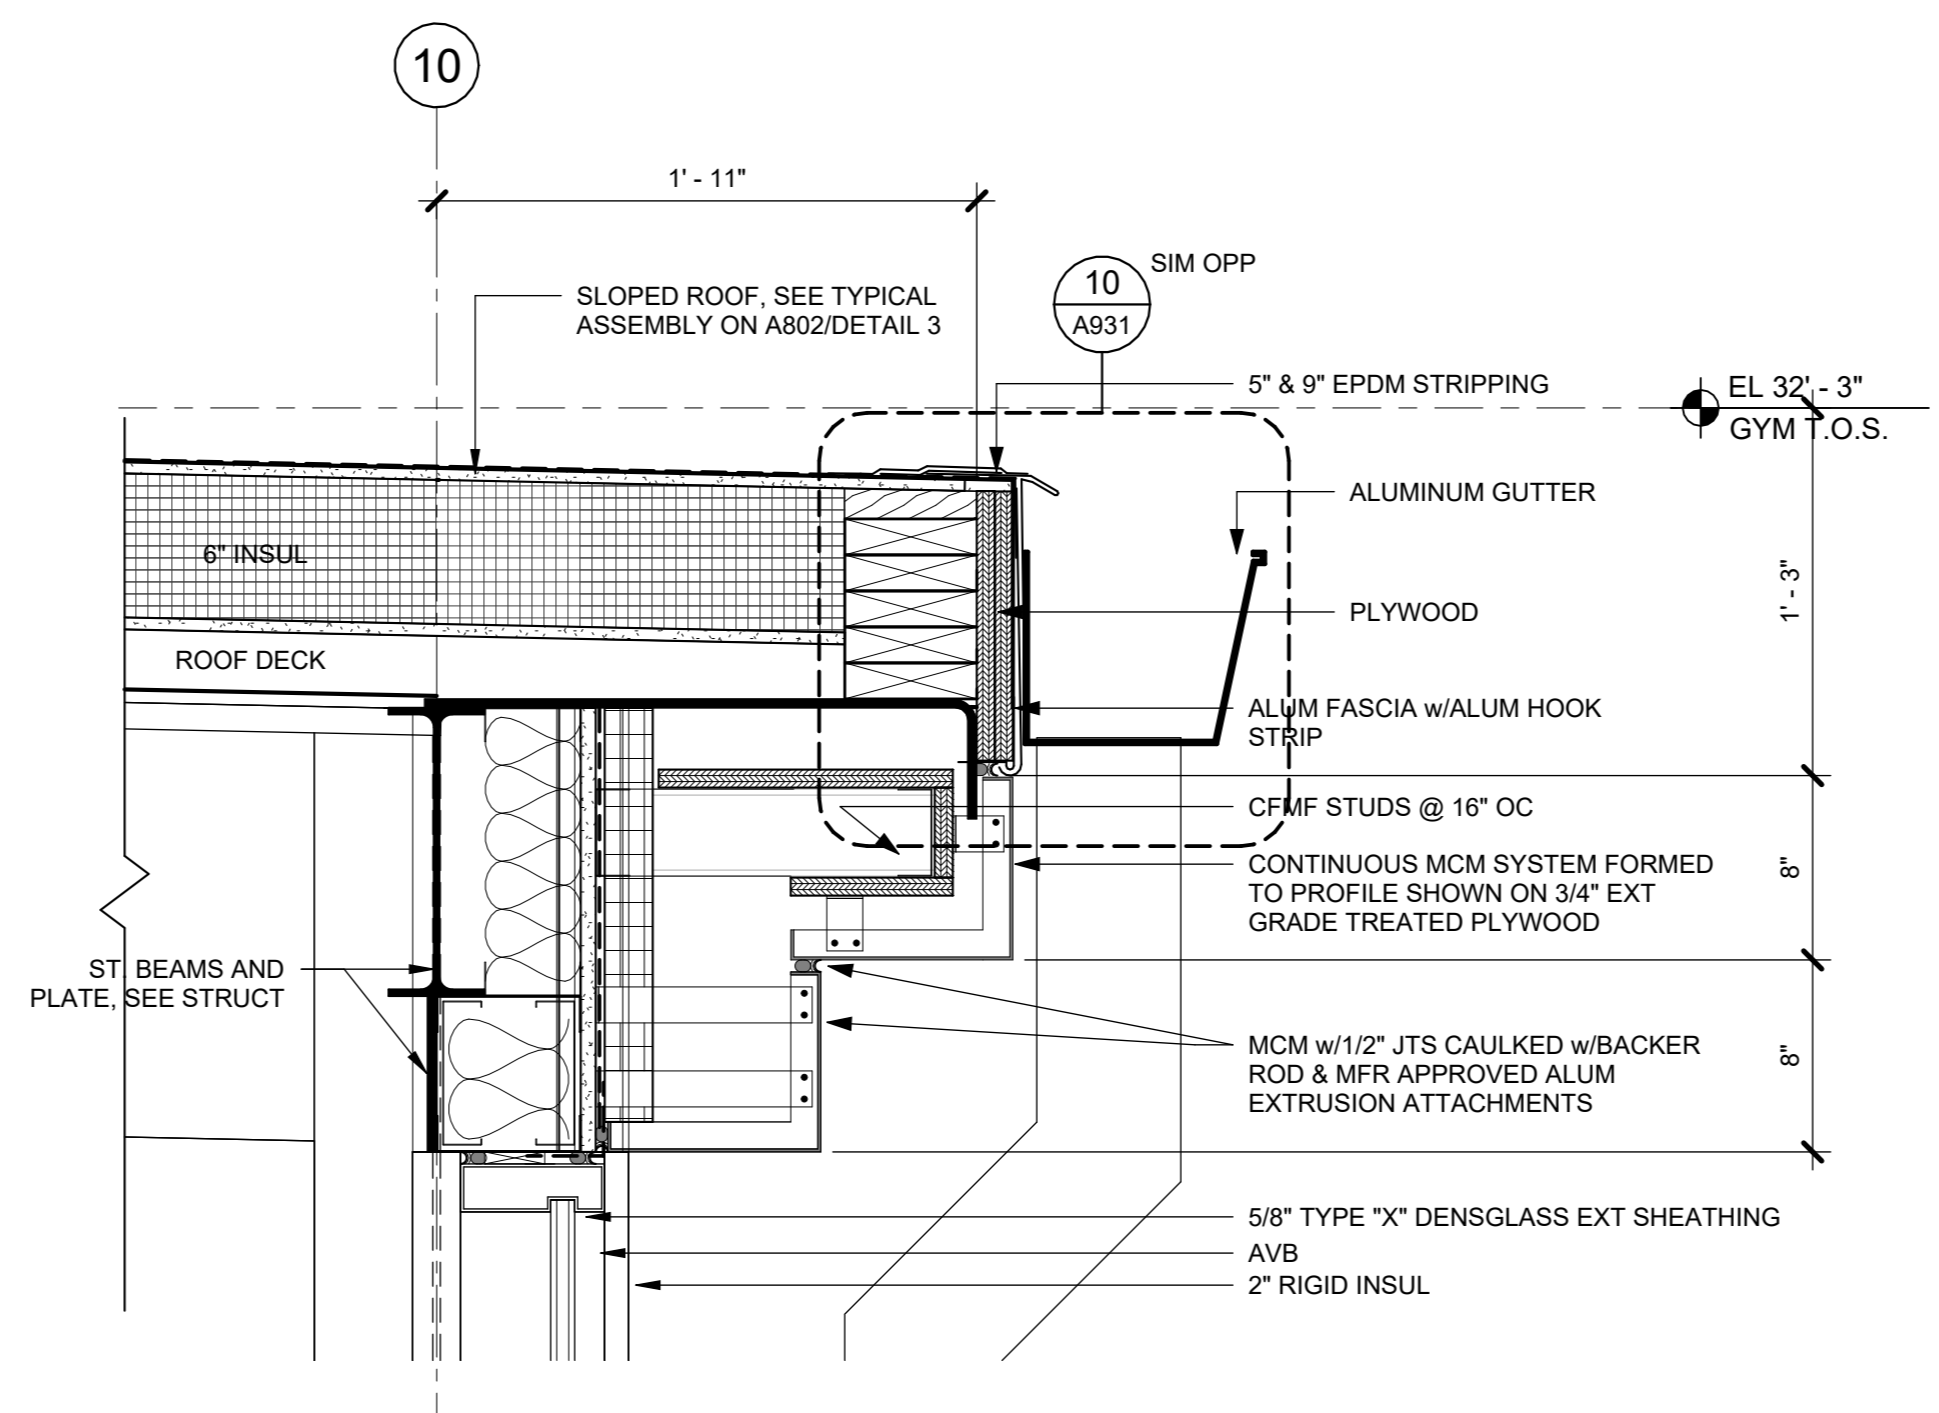 10
1' - 11"
10
A931
SIM OPP
SLOPED ROOF, SEE TYPICAL
ASSEMBLY ON A802/DETAIL 3
5" & 9" EPDM STRIPPING
EL 32' - 3"
GYM T.O.S.
ALUMINUM GUTTER
6" INSUL
1' - 3"
PLYWOOD
ROOF DECK
ALUM FASCIA w/ALUM HOOK
STRIP
CFMF STUDS @ 16" OC
CONTINUOUS MCM SYSTEM FORMED
TO PROFILE SHOWN ON 3/4" EXT
GRADE TREATED PLYWOOD
8"
ST. BEAMS AND
PLATE, SEE STRUCT
MCM w/1/2" JTS CAULKED w/BACKER
ROD & MFR APPROVED ALUM
EXTRUSION ATTACHMENTS
8"
5/8" TYPE "X" DENSGLASS EXT SHEATHING
AVB
2" RIGID INSUL